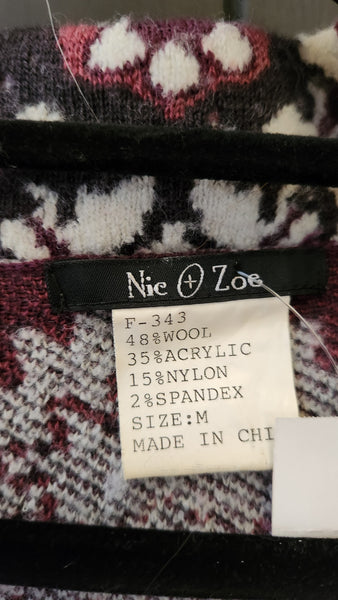 Nic + Zoe
F-343
48%WOOL
35%ACRYLIC
15%NYLON
2%SPANDEX
SIZE:M
MADE IN CHI